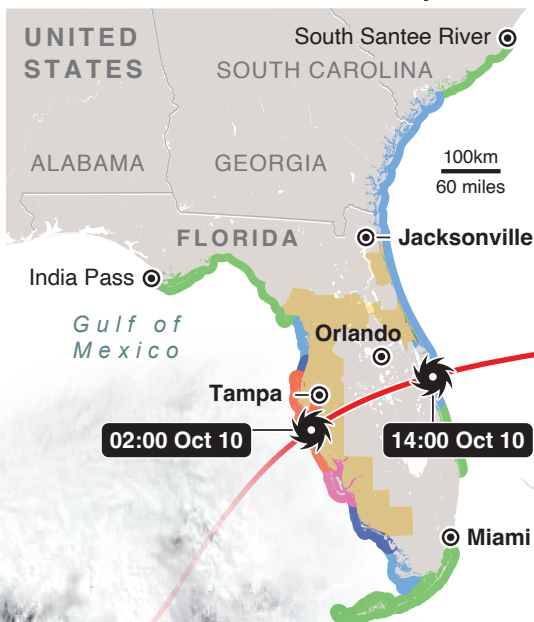 UNITED
STATES
South Santee River
SOUTH CAROLINA
ALABAMA
GEORGIA
100km
60 miles
FLORIDA
Jacksonville
India Pass
Gulf of
Mexico
Orlando
Tampa
02:00 Oct 10
14:00 Oct 10
Miami